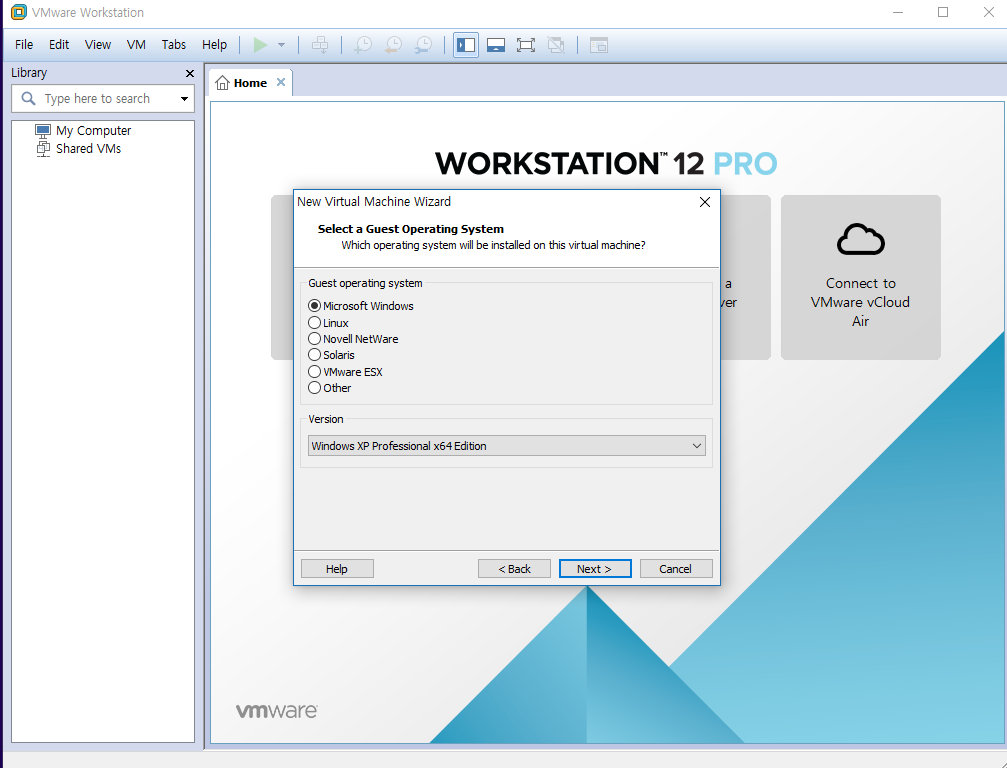 VMware Workstation
File Edit View VM Tabs Help
Library
Type here to search
My Computer
Shared VMs
Home
WORKSTATION™ 12 PRO
New Virtual Machine Wizard
Select a Guest Operating System
Which operating system will be installed on this virtual machine?
Guest operating system
Microsoft Windows
Linux
Novell NetWare
Solaris
VMware ESX
Other
Version
Windows XP Professional x64 Edition
Help
< Back
Next >
Cancel
a
ver
Connect to
VMware vCloud
Air
vmware